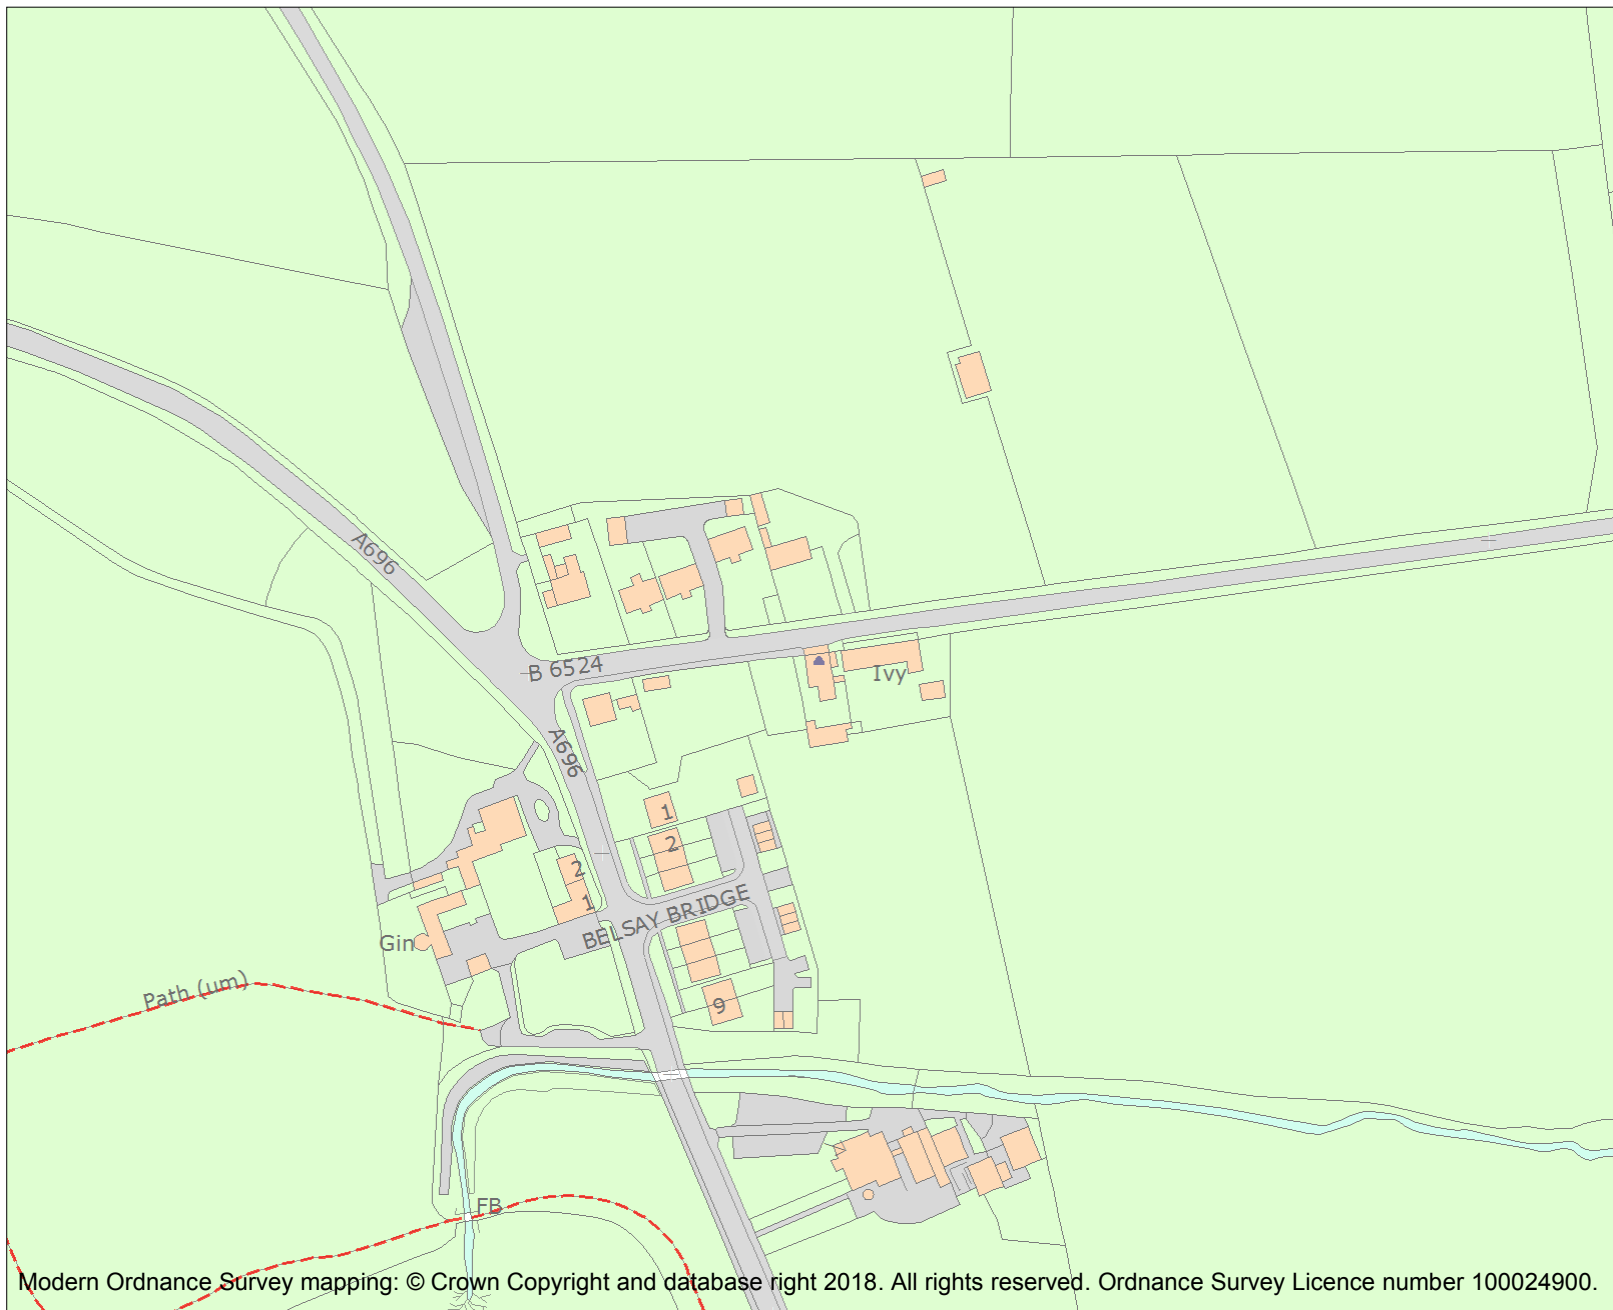 A696
B 6524
Ivy
A696
1
2
2
1
BELSAY BRIDGE
Gin
Path (um)
9
FB
Modern Ordnance Survey mapping: © Crown Copyright and database right 2018. All rights reserved. Ordnance Survey Licence number 100024900.